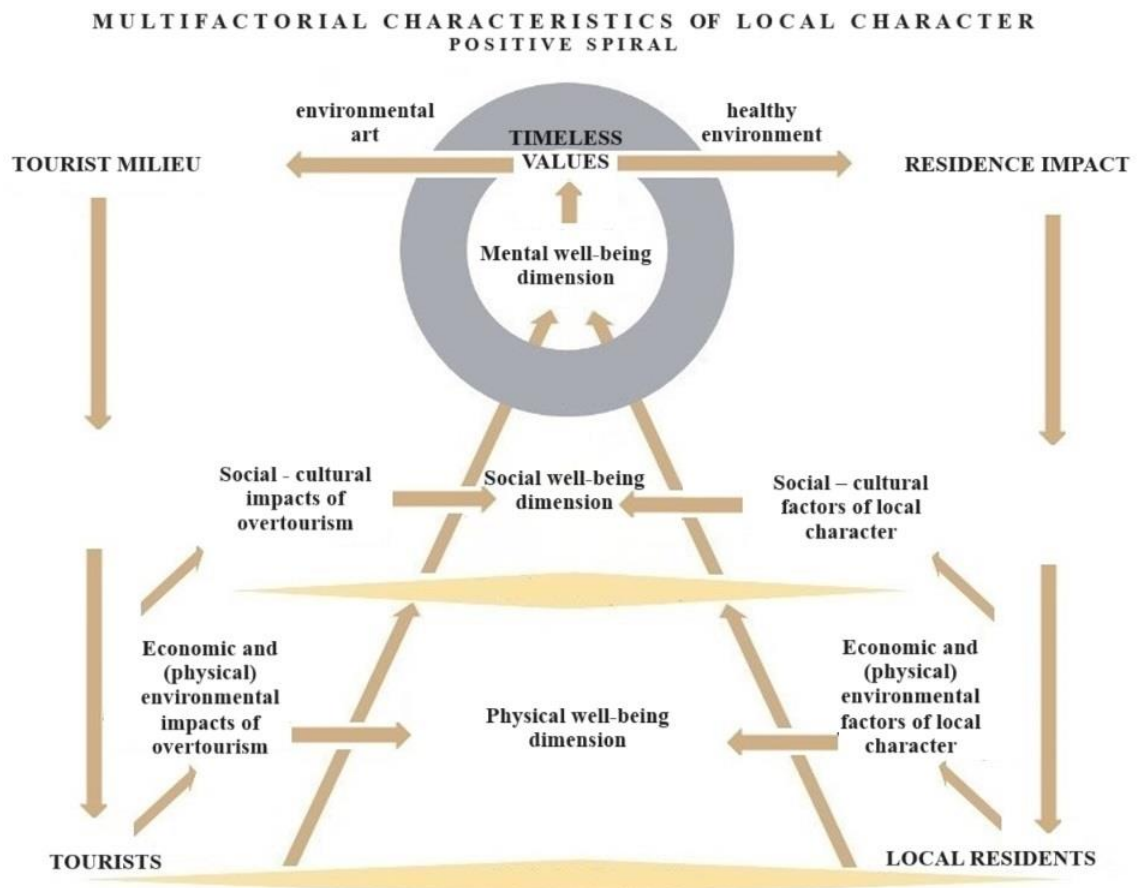 MULTIFACTORIAL CHARACTERISTICS OF LOCAL CHARACTER
POSITIVE SPIRAL
environmental
art
healthy
environment
TIMELESS
VALUES
TOURIST MILIEU
RESIDENCE IMPACT
Mental well-being
dimension
Social - cultural
impacts of
overtourism
Social well-being
dimension
Social – cultural
factors of local
character
Economic and
(physical)
environmental
impacts of
overtourism
Physical well-being
dimension
Economic and
(physical)
environmental
factors of local
character
TOURISTS
LOCAL RESIDENTS